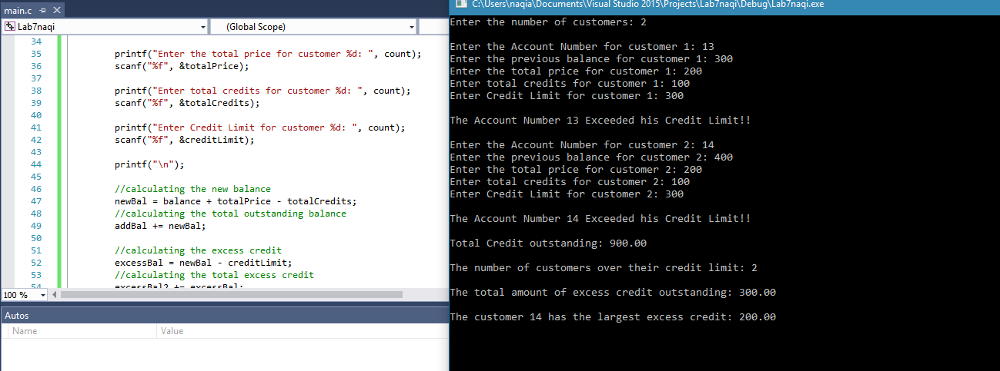 main.c
Lab7naqi
(Global Scope)
34
35 printf("Enter the total price for customer %d: ", count);
36 scanf("%f", &totalPrice);
37
38 printf("Enter total credits for customer %d: ", count);
39 scanf("%f", &totalCredits);
40
41 printf("Enter Credit Limit for customer %d: ", count);
42 scanf("%f", &creditLimit);
43
44 printf("\n");
45
46 //calculating the new balance
47 newBal = balance + totalPrice - totalCredits;
48 //calculating the total outstanding balance
49 addBal += newBal;
50
51 //calculating the excess credit
52 excessBal = newBal - creditLimit;
53 //calculating the total excess credit
54 excessBal2 += excessBal;
100 %
Autos
Name Value
C:\Users\naqia\Documents\Visual Studio 2015\Projects\Lab7naqi\Debug\Lab7naqi.exe
Enter the number of customers: 2
Enter the Account Number for customer 1: 13
Enter the previous balance for customer 1: 300
Enter the total price for customer 1: 200
Enter total credits for customer 1: 100
Enter Credit Limit for customer 1: 300
The Account Number 13 Exceeded his Credit Limit!!
Enter the Account Number for customer 2: 14
Enter the previous balance for customer 2: 400
Enter the total price for customer 2: 200
Enter total credits for customer 2: 100
Enter Credit Limit for customer 2: 300
The Account Number 14 Exceeded his Credit Limit!!
Total Credit outstanding: 900.00
The number of customers over their credit limit: 2
The total amount of excess credit outstanding: 300.00
The customer 14 has the largest excess credit: 200.00